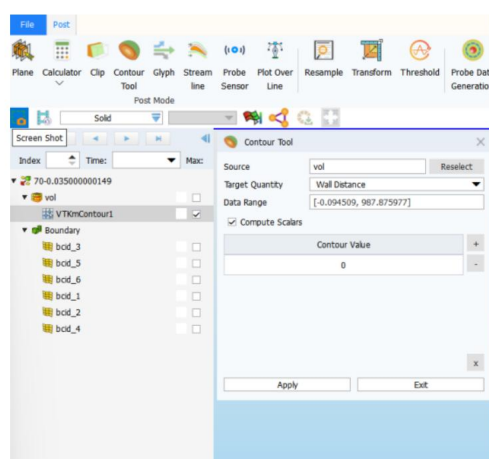 File Post
Plane Calculator Clip Contour Tool Glyph Stream line Probe Sensor Plot Over Line Resample Transform Threshold Probe Dat Generatio
Post Mode
Solid
Screen Shot
Index Time: Max:
70-0.035000000149
vol
VTKmContour1
Boundary
bcid_3
bcid_5
bcid_6
bcid_1
bcid_2
bcid_4
Contour Tool
Source vol Reselect
Target Quantity Wall Distance
Data Range [-0.094509, 987.875977]
Compute Scalars
Contour Value +
0 -
x
Apply Exit